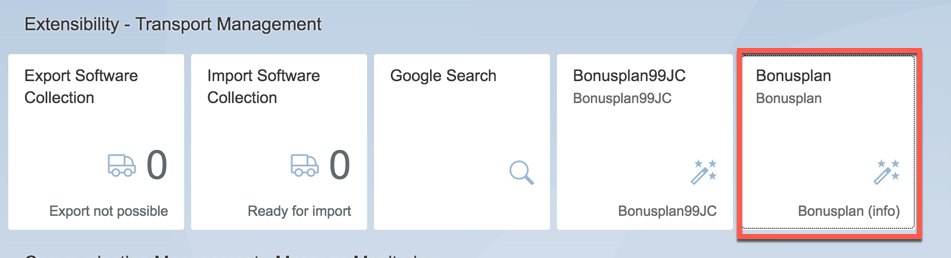 Extensibility - Transport Management
Export Software
Collection
0
Export not possible
Import Software
Collection
0
Ready for import
Google Search
Bonusplan99JC
Bonusplan99JC
Bonusplan99JC
Bonusplan
Bonusplan
Bonusplan (info)